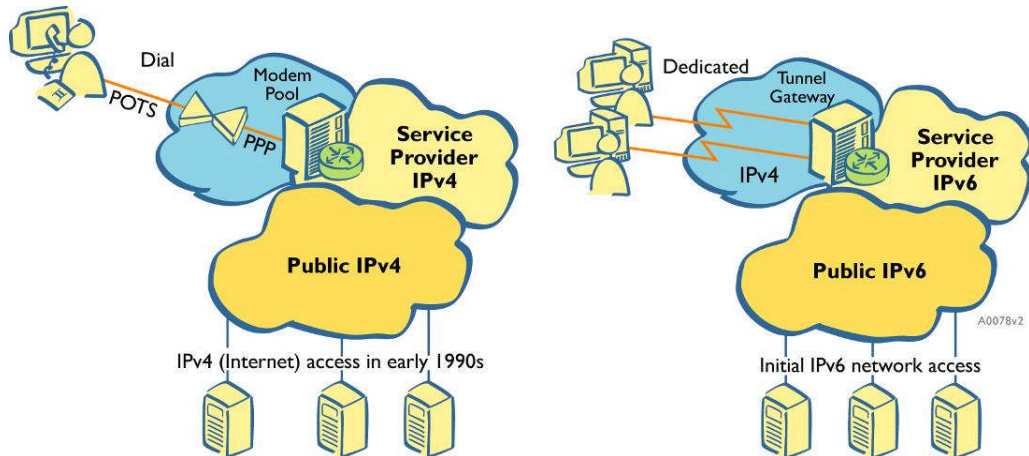 Dial
POTS
PPP
Modem
Pool
Service
Provider
IPv4
Public IPv4
IPv4 (Internet) access in early 1990s
Dedicated
Tunnel
Gateway
IPv4
Service
Provider
IPv6
Public IPv6
A0078v2
Initial IPv6 network access